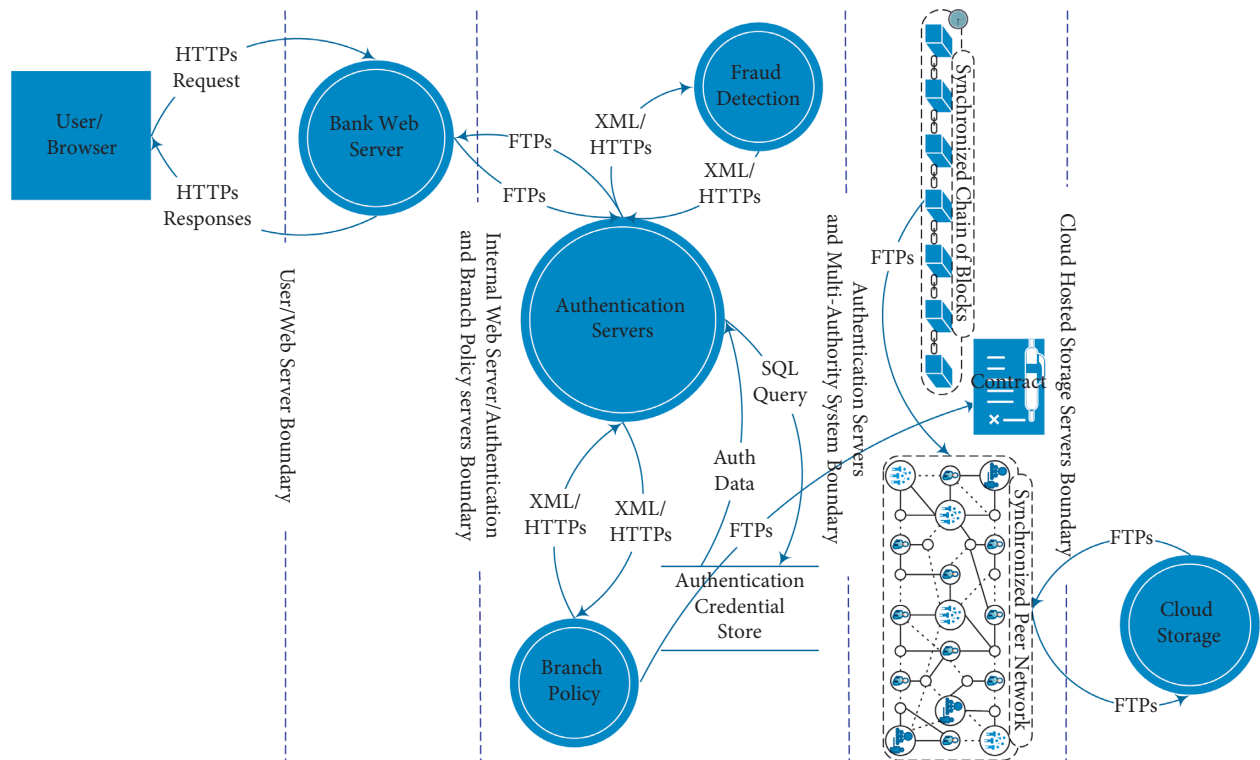 HTTPs
Request
User/
Browser
HTTPs
Responses
User/Web Server Boundary
Bank Web
Server
FTPs
FTPs
Internal Web Server/Authentication
and Branch Policy servers Boundary
XML/
HTTPs
Fraud
Detection
XML/
HTTPs
Authentication
Servers
SQL
Query
Auth
Data
XML/
HTTPs
XML/
HTTPs
FTPs
Authentication
Credential
Store
Branch
Policy
Authentication Servers
and Multi-Authority System Boundary
FTPs
Synchronized Chain of Blocks
Contract
Synchronized Peer Network
Cloud Hosted Storage Servers Boundary
FTPs
Cloud
Storage
FTPs